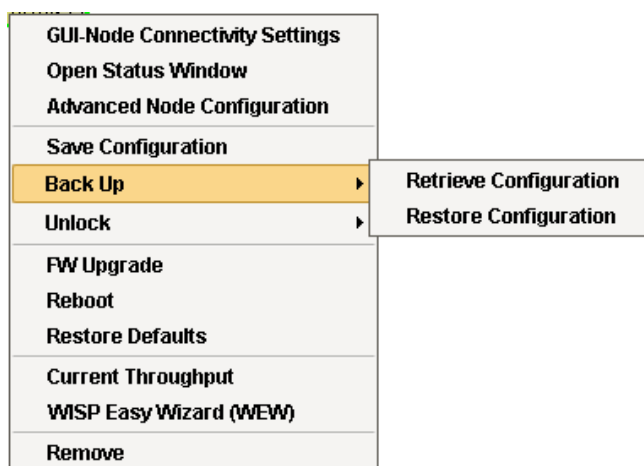 GUI-Node Connectivity Settings
Open Status Window
Advanced Node Configuration
Save Configuration
Back Up
Retrieve Configuration
Restore Configuration
Unlock
FW Upgrade
Reboot
Restore Defaults
Current Throughput
WISP Easy Wizard (WEW)
Remove